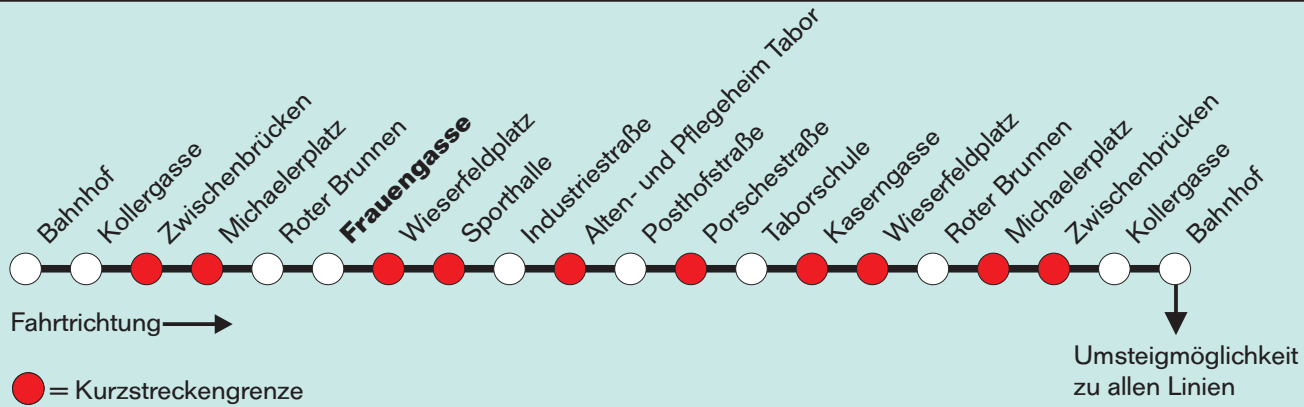 Bahnhof
Kollergasse
Zwischenbrücken
Michaelerplatz
Roter Brunnen
Frauengasse
Wieserfeldplatz
Sporthalle
Industriestraße
Alten- und Pflegeheim Tabor
Posthofstraße
Porschestraße
Taborschule
Kaserngasse
Wieserfeldplatz
Roter Brunnen
Michaelerplatz
Zwischenbrücken
Kollergasse
Bahnhof
Fahrtrichtung
Umsteigmöglichkeit
zu allen Linien
= Kurzstreckengrenze